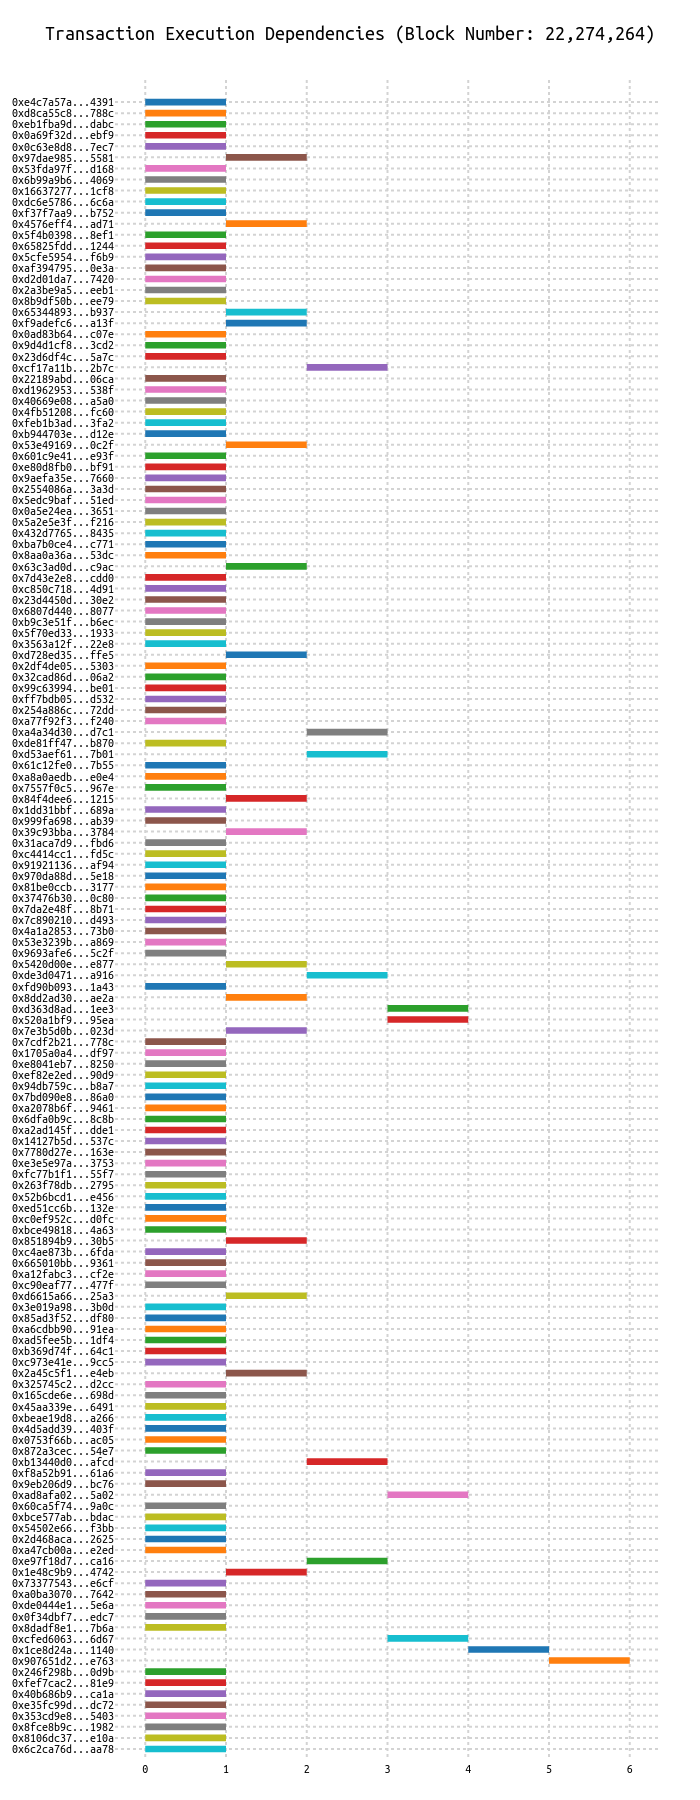 Transaction Execution Dependencies (Block Number: 22,274,264)
0xe4c7a57a...4391
0xd8ca55c8...788c
0xeb1fba9d...dabc
0x0a69f32d...ebf9
0x0c63e8d8...7ec7
0x97dae985...5581
0x53fda97f...d168
0x6b99a9b6...4069
0x16637277...1cf8
0xdc6e5786...6c6a
0xf37f7aa9...b752
0x4576eff4...ad71
0x5f4b0398...8ef1
0x65825fdd...1244
0x5cfe5954...f6b9
0xaf394795...0e3a
0xd2d01da7...7420
0x2a3be9a5...eeb1
0x8b9df50b...ee79
0x65344893...b937
0xf9adefc6...a13f
0x0ad83b64...c07e
0x9d4d1cf8...3cd2
0x23d6df4c...5a7c
0xcf17a11b...2b7c
0x22189abd...06ca
0xd1962953...538f
0x40669e08...a5a0
0x4fb51208...fc60
0xfeb1b3ad...3fa2
0xb944703e...d12e
0x53e49169...0c2f
0x601c9e41...e93f
0xe80d8fb0...bf91
0x9aefa35e...7660
0x2554086a...3a3d
0x5edc9baf...51ed
0x0a5e24ea...3651
0x5a2e5e3f...f216
0x432d7765...8435
0xba7b0ce4...c771
0x8aa0a36a...53dc
0x63c3ad0d...c9ac
0x7d43e2e8...cdd0
0xc850c718...4d91
0x23d4450d...30e2
0x6807d440...8077
0xb9c3e51f...b6ec
0x5f70ed33...1933
0x3563a12f...22e8
0xd728ed35...ffe5
0x2df4de05...5303
0x32cad86d...06a2
0x99c63994...be01
0xff7bdb05...d532
0x254a886c...72dd
0xa77f92f3...f240
0xa4a34d30...d7c1
0xde81ff47...b870
0xd53aef61...7b01
0x61c12fe0...7b55
0xa8a0aedb...e0e4
0x7557f0c5...967e
0x84f4dee6...1215
0x1dd31bbf...689a
0x999fa698...ab39
0x39c93bba...3784
0x31aca7d9...fbd6
0xc4414cc1...fd5c
0x91921136...af94
0x970da88d...5e18
0x81be0ccb...3177
0x37476b30...0c80
0x7da2e48f...8b71
0x7c890210...d493
0x4a1a2853...73b0
0x53e3239b...a869
0x9693afe6...5c2f
0x5420d00e...e877
0xde3d0471...a916
0xfd90b093...1a43
0x8dd2ad30...ae2a
0xd363d8ad...1ee3
0x520a1bf9...95ea
0x7e3b5d0b...023d
0x7cdf2b21...778c
0x1705a0a4...df97
0xe8041eb7...8250
0xef82e2ed...90d9
0x94db759c...b8a7
0x7bd090e8...86a0
0xa2078b6f...9461
0x6dfa0b9c...8c8b
0xa2ad145f...dde1
0x14127b5d...537c
0x7780d27e...163e
0xe3e5e97a...3753
0xfc77b1f1...55f7
0x263f78db...2795
0x52b6bcd1...e456
0xed51cc6b...132e
0xc0ef952c...d0fc
0xbce49818...4a63
0x851894b9...30b5
0xc4ae873b...6fda
0x665010bb...9361
0xa12fabc3...cf2e
0xc90eaf77...477f
0xd6615a66...25a3
0x3e019a98...3b0d
0x85ad3f52...df80
0xa6cdbb90...91ea
0xad5fee5b...1df4
0xb369d74f...64c1
0xc973e41e...9cc5
0x2a45c5f1...e4eb
0x325745c2...d2cc
0x165cde6e...698d
0x45aa339e...6491
0xbeae19d8...a266
0x4d5add39...403f
0x0753f66b...ac05
0x872a3cec...54e7
0xb13440d0...afcd
0xf8a52b91...61a6
0x9eb206d9...bc76
0xad8afa02...5a02
0x60ca5f74...9a0c
0xbce577ab...bdac
0x54502e66...f3bb
0x2d468aca...2625
0xa47cb00a...e2ed
0xe97f18d7...ca16
0x1e48c9b9...4742
0x73377543...e6cf
0xa0ba3070...7642
0xde0444e1...5e6a
0x0f34dbf7...edc7
0x8dadf8e1...7b6a
0xcfed6063...6d67
0x1ce8d24a...1140
0x907651d2...e763
0x246f298b...0d9b
0xfef7cac2...81e9
0x40b686b9...ca1a
0xe35fc99d...dc72
0x353cd9e8...5403
0x8fce8b9c...1982
0x8106dc37...e10a
0x6c2ca76d...aa78
0 1 2 3 4 5 6